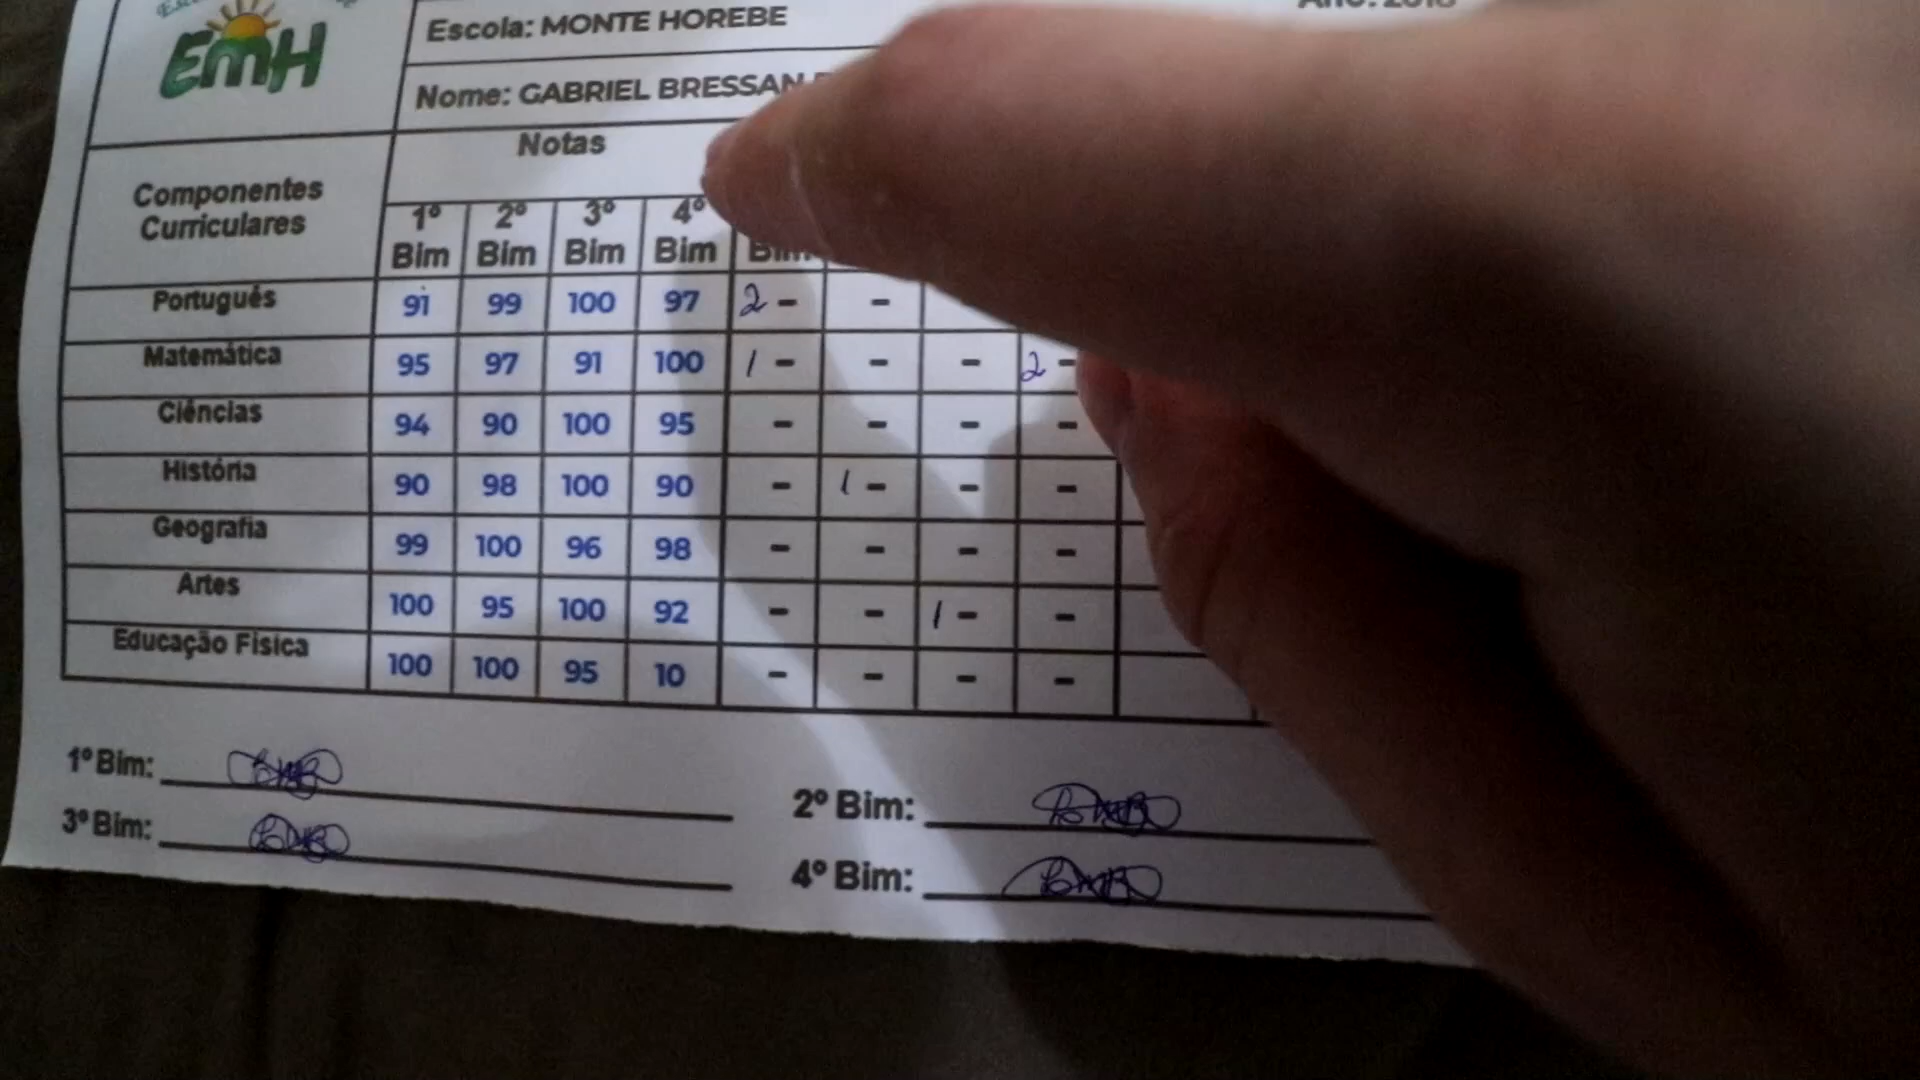 EMH
Escola: MONTE HOREBE
Nome: GABRIEL BRESSAN
Notas
Componentes Curriculares
1º Bim 2º Bim 3º Bim 4º Bim Bim
Português 91 99 100 97 2 - -
Matemática 95 97 91 100 1 - - - 2 -
Ciências 94 90 100 95 - - - -
História 90 98 100 90 - 1 - - -
Geografia 99 100 96 98 - - - -
Artes 100 95 100 92 - - 1 - -
Educação Física 100 100 95 10 - - - -
1º Bim:
2º Bim:
3º Bim:
4º Bim: